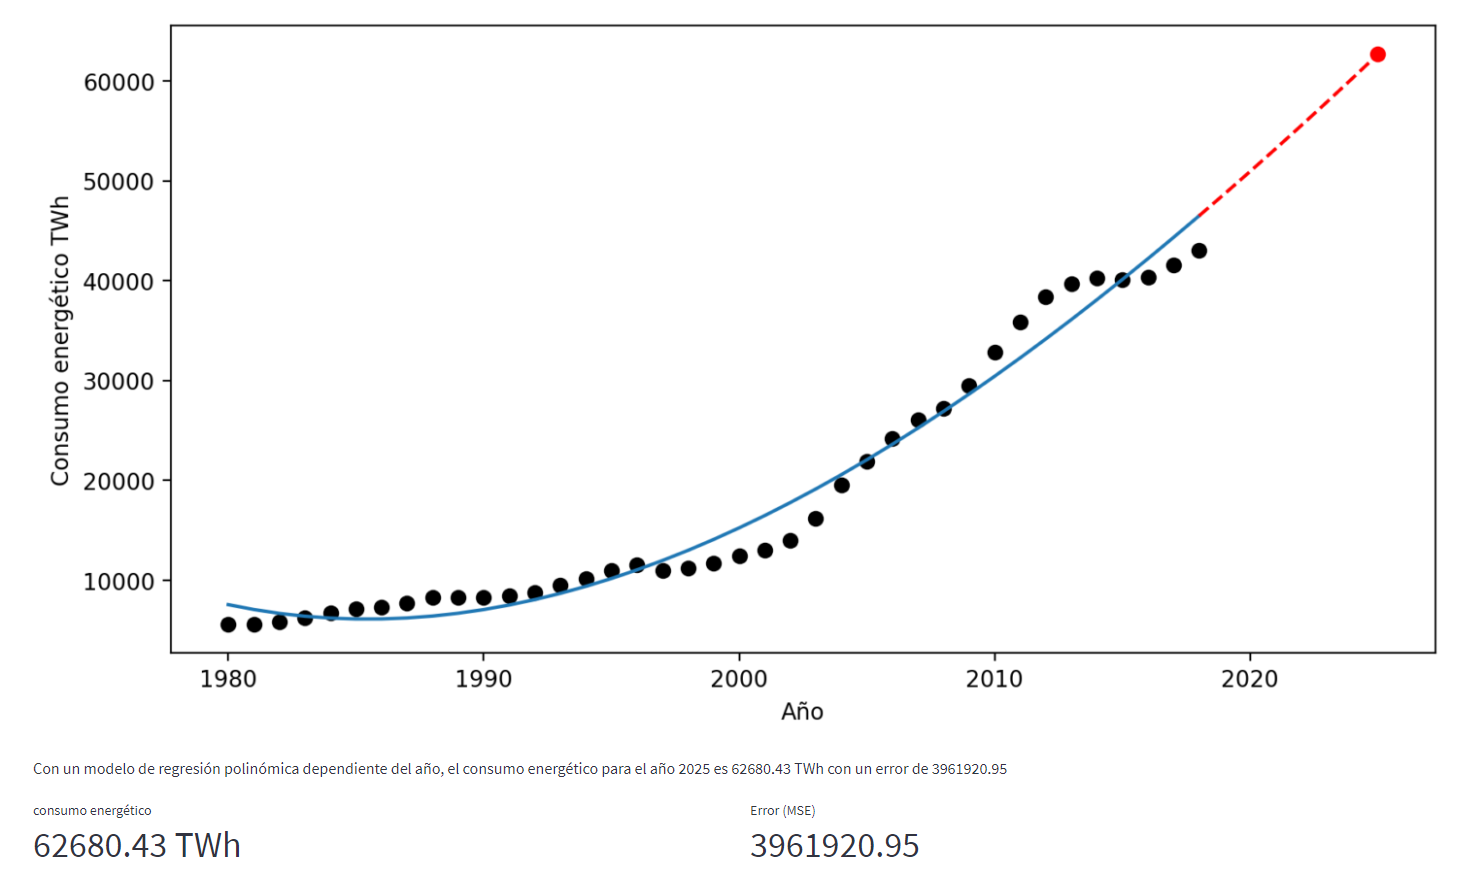 60000
50000
40000
30000
20000
10000
Consumo energético TWh
1980 1990 2000 2010 2020
Año
Con un modelo de regresión polinómica dependiente del año, el consumo energético para el año 2025 es 62680.43 TWh con un error de 3961920.95
consumo energético Error (MSE)
62680.43 TWh 3961920.95